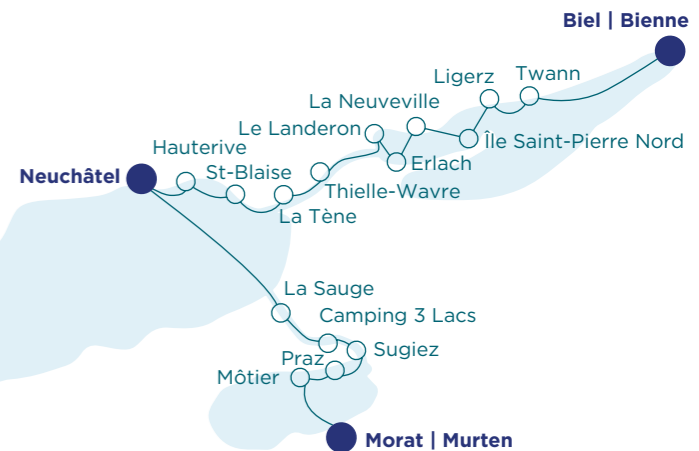 Biel | Bienne
Ligerz
Twann
La Neuveville
Le Landeron
Île Saint-Pierre Nord
Hauterive
Erlach
St-Blaise
Neuchâtel
Thielle-Wavre
La Tène
La Sauge
Camping 3 Lacs
Sugiez
Praz
Môtier
Morat | Murten